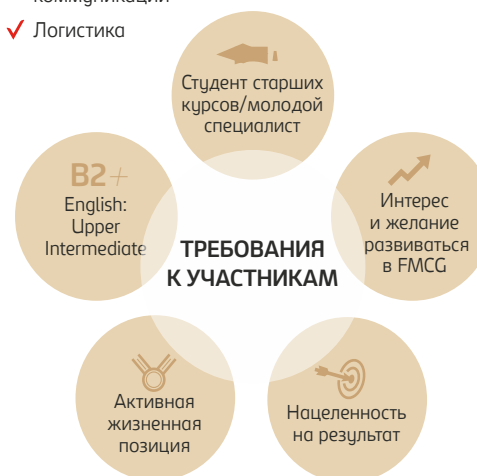 коммуникации
Логистика
Студент старших
курсов/молодой
специалист
B2+
English:
Upper
Intermediate
Интерес
и желание
развиваться
в FMCG
ТРЕБОВАНИЯ
К УЧАСТНИКАМ
Активная
жизненная
позиция
Нацеленность
на результат